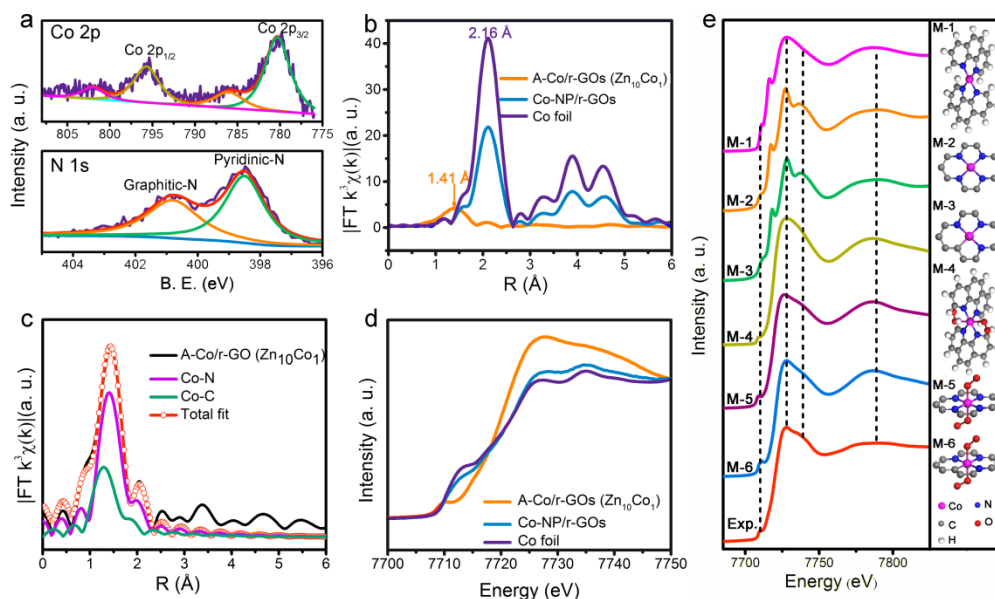 a
Co 2p
Co 2p1/2
Co 2p3/2
808 805 800 795 790 785 780 775
N 1s
Pyridinic-N
Graphitic-N
404 402 400 398 396
B. E. (eV)
Intensity (a. u.)
b
2.16 Å
1.41 Å
A-Co/r-GOs (Zn10Co1)
Co-NP/r-GOs
Co foil
40
30
20
10
0
0 1 2 3 4 5 6
R (Å)
|FT k3χ(k)|(a. u.)
c
A-Co/r-GO (Zn10Co1)
Co-N
Co-C
Total fit
0 1 2 3 4 5 6
R (Å)
|FT k3χ(k)|(a. u.)
d
A-Co/r-GOs (Zn10Co1)
Co-NP/r-GOs
Co foil
7700 7710 7720 7730 7740 7750
Energy (eV)
Intensity (a. u.)
e
M-1
M-2
M-3
M-4
M-5
M-6
Exp.
7700 7750 7800
Energy (eV)
Intensity (a. u.)
M-1
M-2
M-3
M-4
M-5
M-6
Co N
C O
H